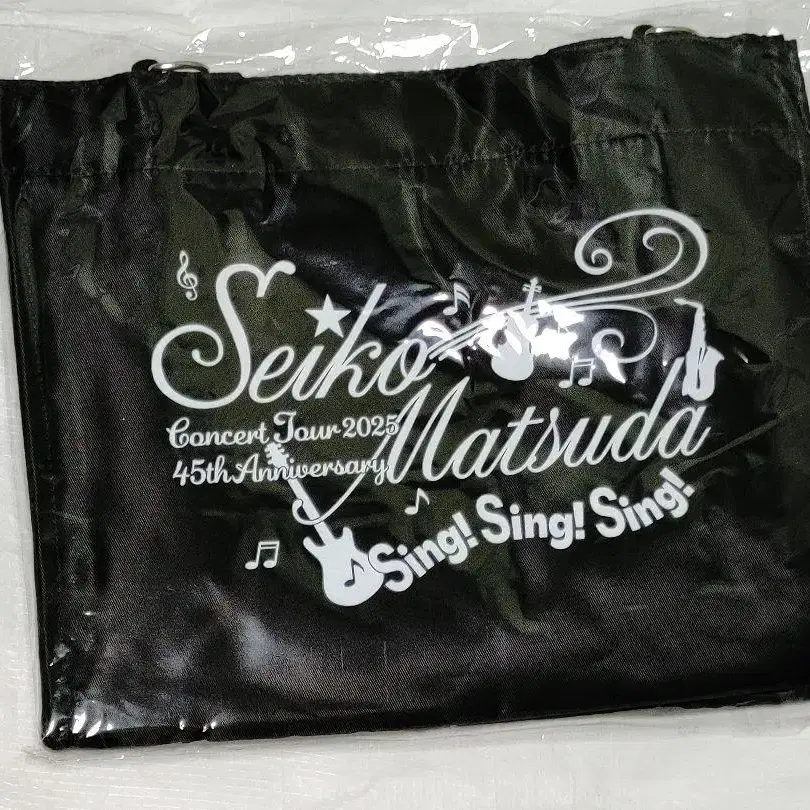 Seiko
Matsuda
Concert Tour 2025
45th Anniversary
Sing! Sing! Sing!